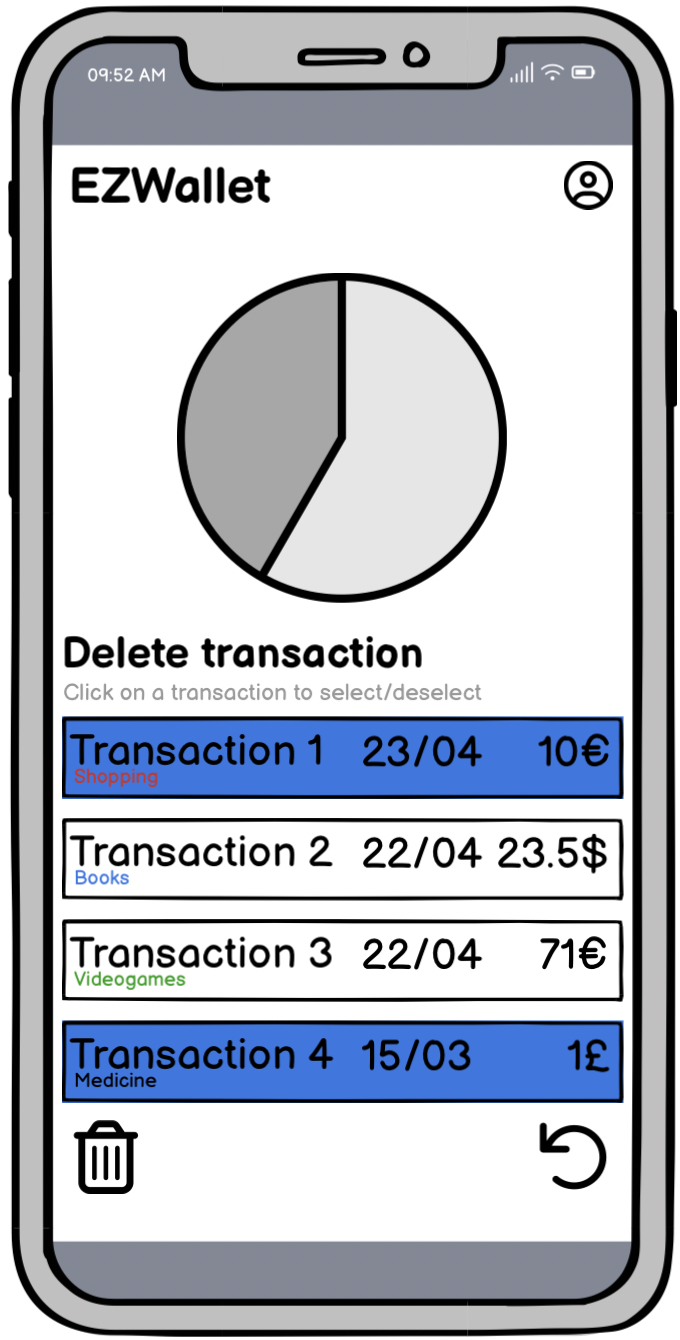 09:52 AM
EZWallet
Delete transaction
Click on a transaction to select/deselect
Transaction 1 23/04 10€
Shopping
Transaction 2 22/04 23.5$
Books
Transaction 3 22/04 71€
Videogames
Transaction 4 15/03 1£
Medicine